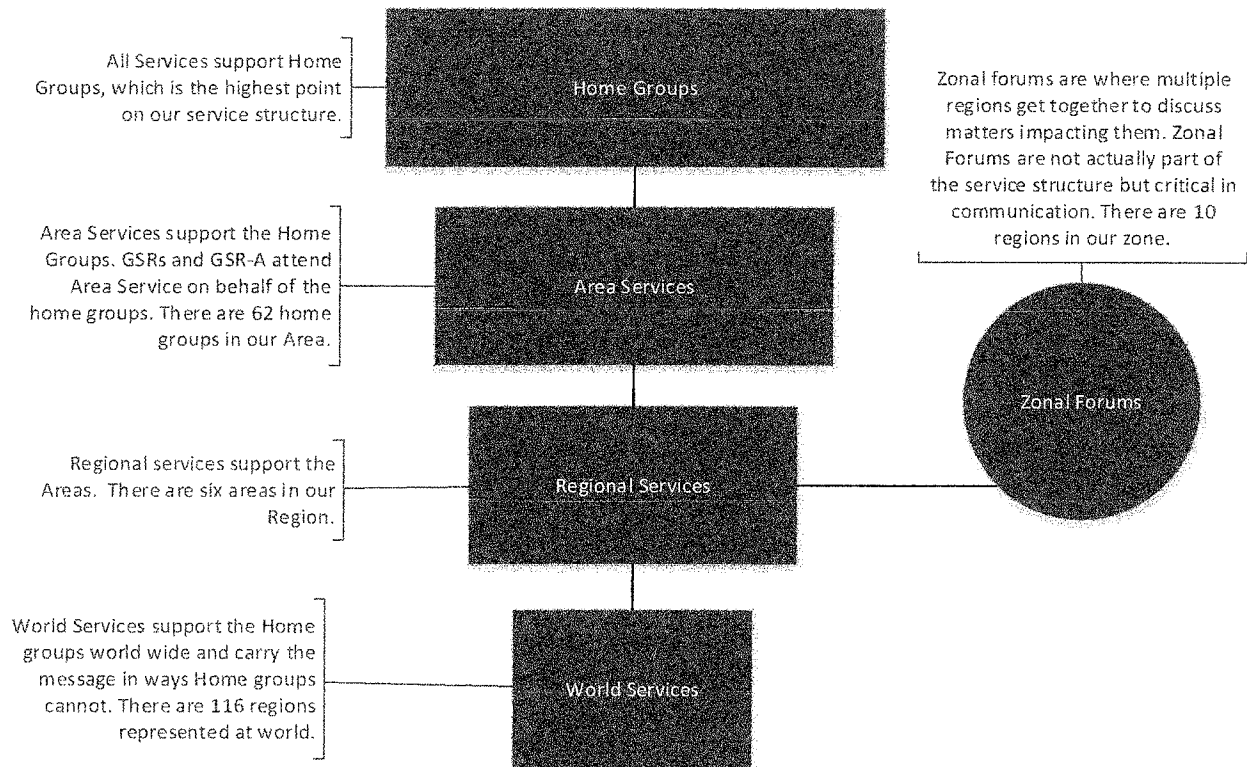 All Services support Home
Groups, which is the highest point
on our service structure.
Home Groups
Zonal forums are where multiple
regions get together to discuss
matters impacting them. Zonal
Forums are not actually part of
the service structure but critical in
communication. There are 10
regions in our zone.
Area Services support the Home
Groups. GSRs and GSR-A attend
Area Service on behalf of the
home groups. There are 62 home
groups in our Area.
Area Services
Zonal Forums
Regional services support the
Areas.  There are six areas in our
Region.
Regional Services
World Services support the Home
groups world wide and carry the
message in ways Home groups
cannot. There are 116 regions
represented at world.
World Services